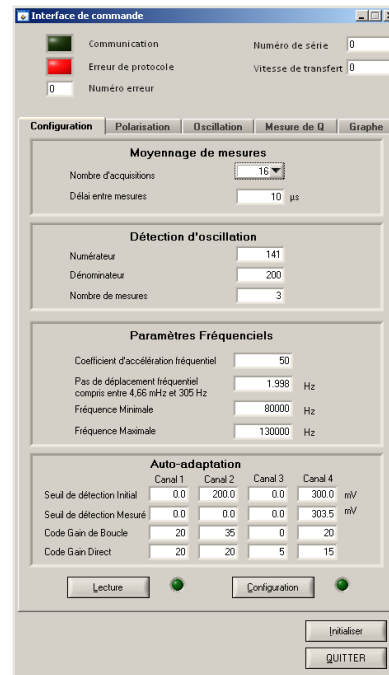 Interface de commande
Communication
Numéro de série 0
Erreur de protocole
Vitesse de transfert 0
0 Numéro erreur
Configuration Polarisation Oscillation Mesure de Q Graphe
Moyennage de mesures
Nombre d'acquisitions 16
Délai entre mesures 10 µs
Détection d'oscillation
Numérateur 141
Dénominateur 200
Nombre de mesures 3
Paramètres Fréquenciels
Coefficient d'accélération fréquentiel 50
Pas de déplacement fréquentiel
compris entre 4,66 mHz et 305 Hz 1.998 Hz
Fréquence Minimale 80000 Hz
Fréquence Maximale 130000 Hz
Auto-adaptation
Canal 1 Canal 2 Canal 3 Canal 4
Seuil de détection Initial 0.0 200.0 0.0 300.0 mV
Seuil de détection Mesuré 0.0 0.0 0.0 303.5 mV
Code Gain de Boucle 20 35 0 20
Code Gain Direct 20 20 5 15
Lecture Configuration
Initialiser
QUITTER